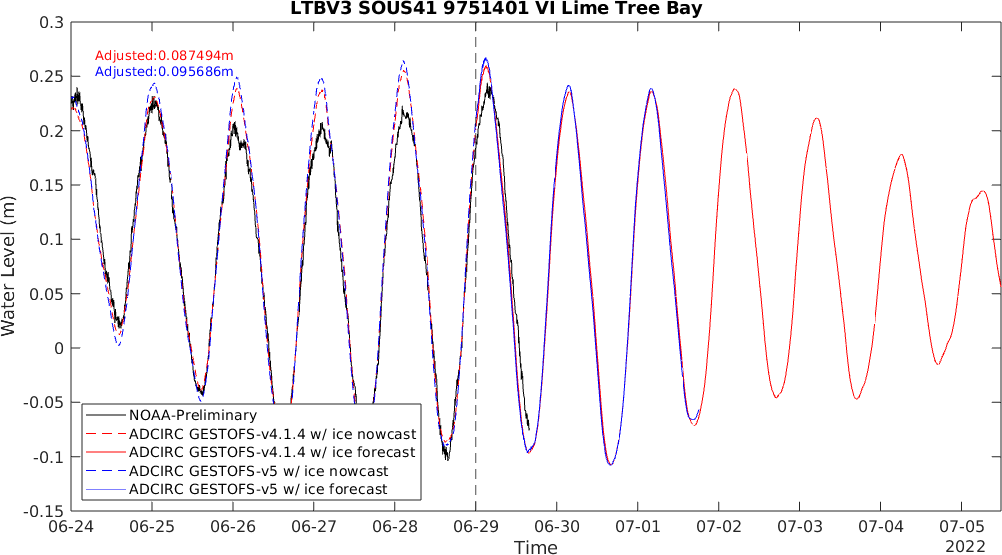 LTBV3 SOUS41 9751401 VI Lime Tree Bay
Adjusted:0.087494m
Adjusted:0.095686m
Water Level (m)
0.3
0.25
0.2
0.15
0.1
0.05
0
-0.05
-0.1
-0.15
NOAA-Preliminary
ADCIRC GESTOFS-v4.1.4 w/ ice nowcast
ADCIRC GESTOFS-v4.1.4 w/ ice forecast
ADCIRC GESTOFS-v5 w/ ice nowcast
ADCIRC GESTOFS-v5 w/ ice forecast
06-24 06-25 06-26 06-27 06-28 06-29 06-30 07-01 07-02 07-03 07-04 07-05
Time
2022